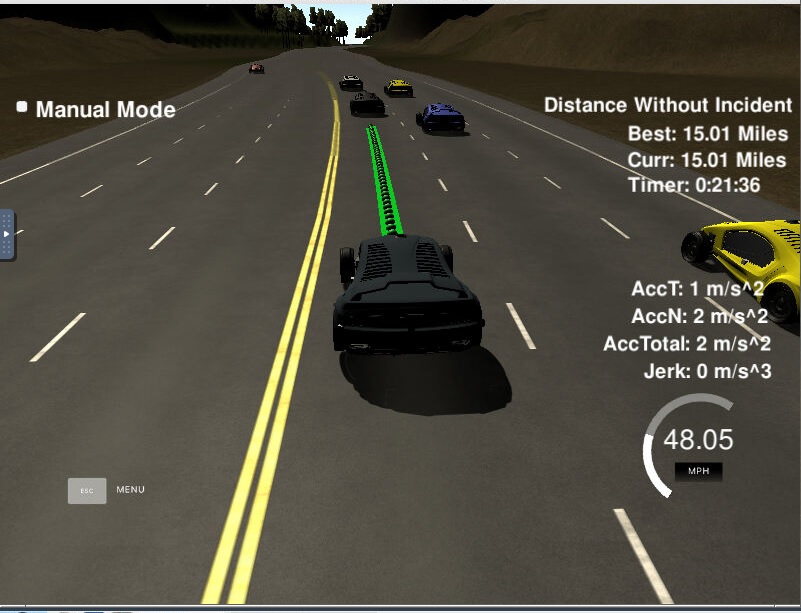 Manual Mode
Distance Without Incident
Best: 15.01 Miles
Curr: 15.01 Miles
Timer: 0:21:36
AccT: 1 m/s^2
AccN: 2 m/s^2
AccTotal: 2 m/s^2
Jerk: 0 m/s^3
48.05
MPH
ESC MENU